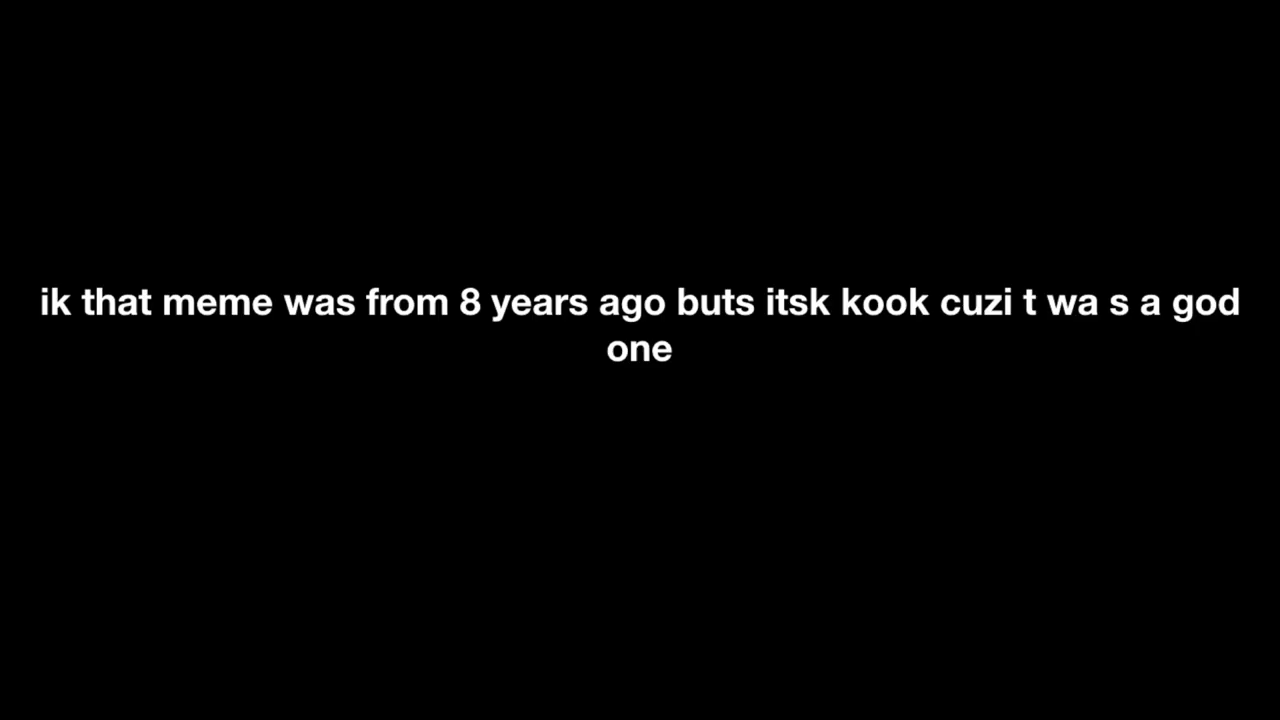 ik that meme was from 8 years ago buts itsk kook cuzi t wa s a god
one